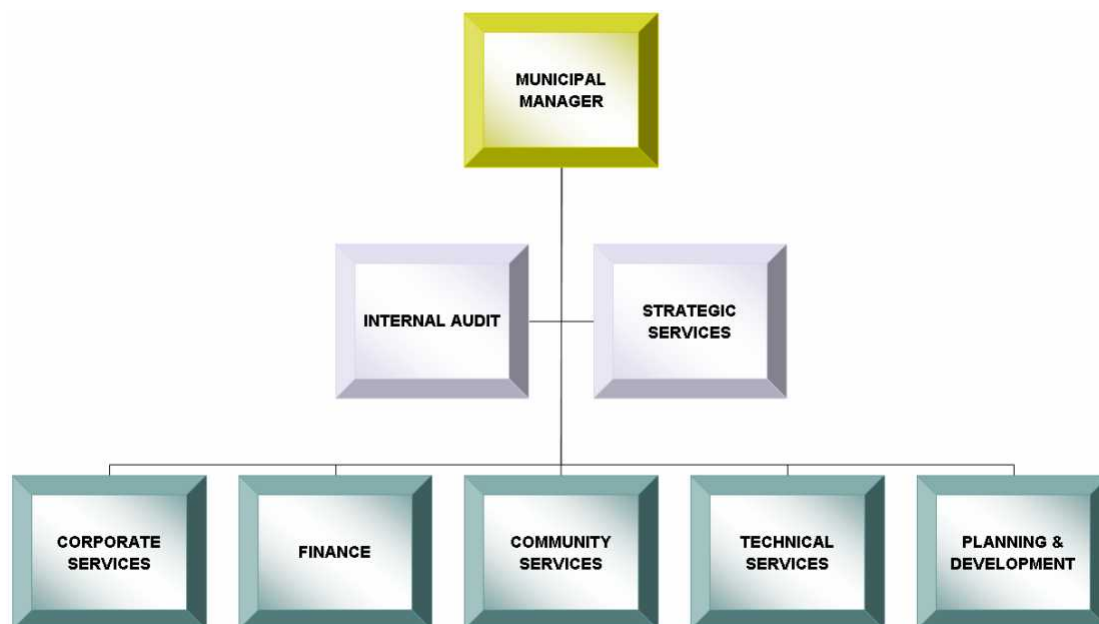 MUNICIPAL
MANAGER
INTERNAL AUDIT
STRATEGIC
SERVICES
CORPORATE
SERVICES
FINANCE
COMMUNITY
SERVICES
TECHNICAL
SERVICES
PLANNING &
DEVELOPMENT